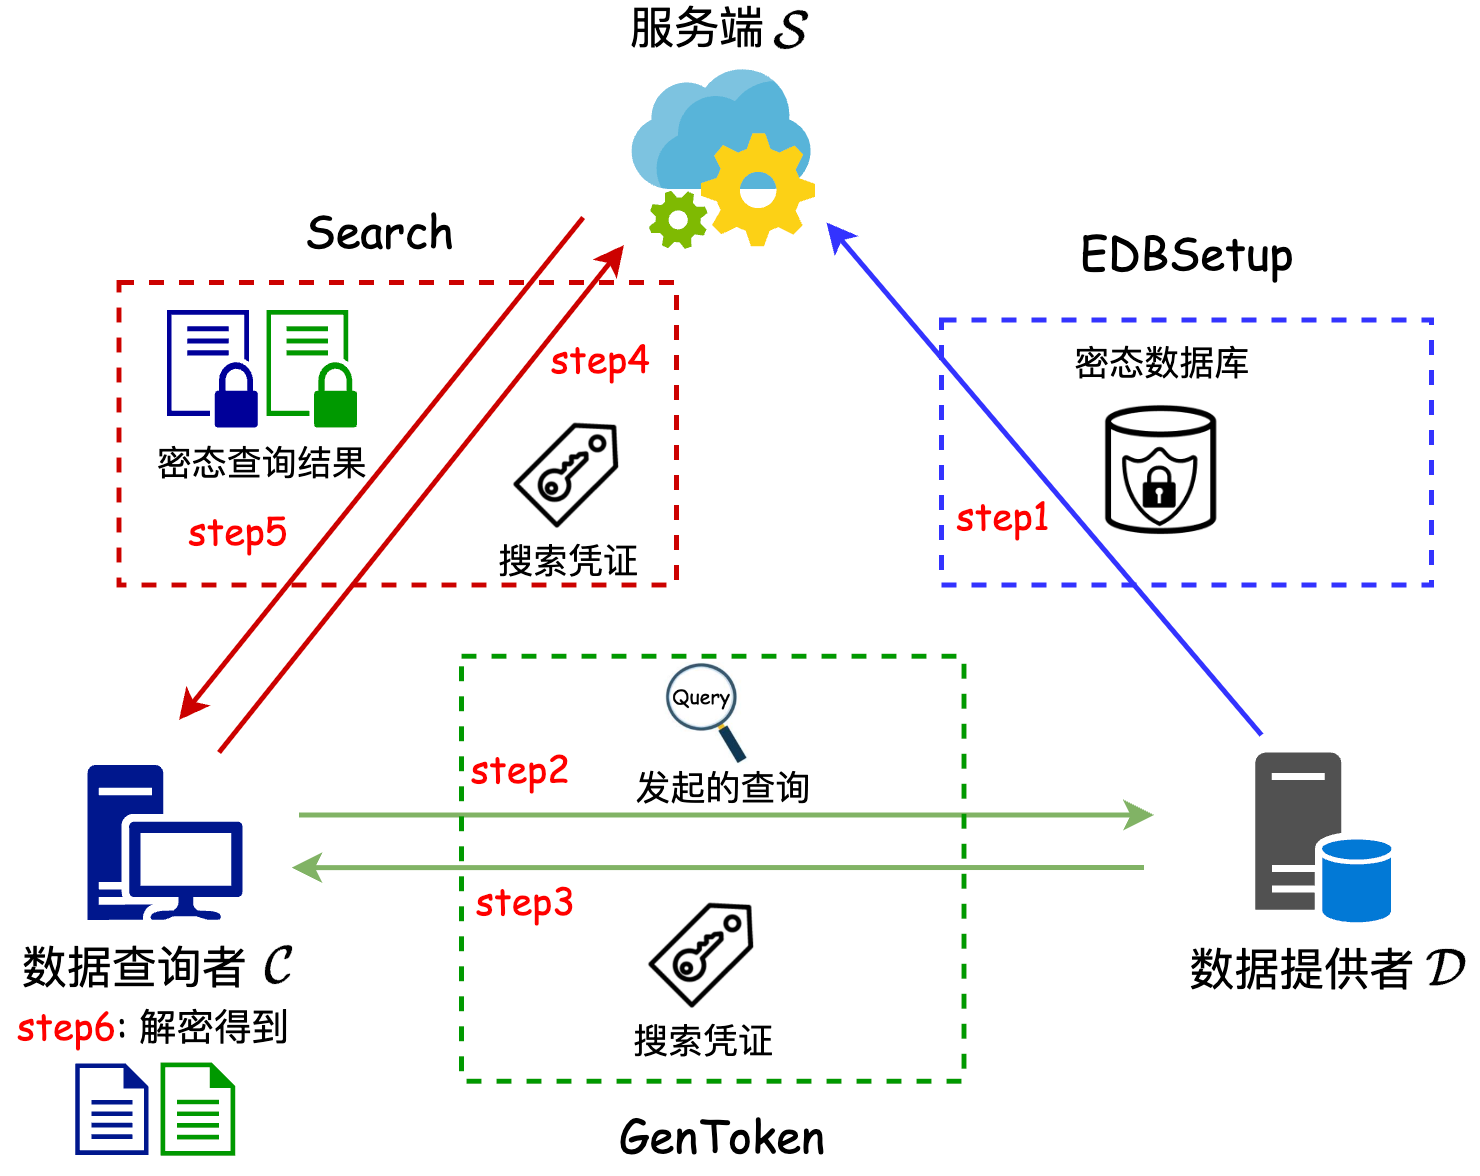 服务端 S
Search
EDBSetup
密态数据库
step4
密态查询结果
step5
step1
搜索凭证
Query
step2
发起的查询
step3
数据查询者 C
数据提供者 D
step6: 解密得到
搜索凭证
GenToken